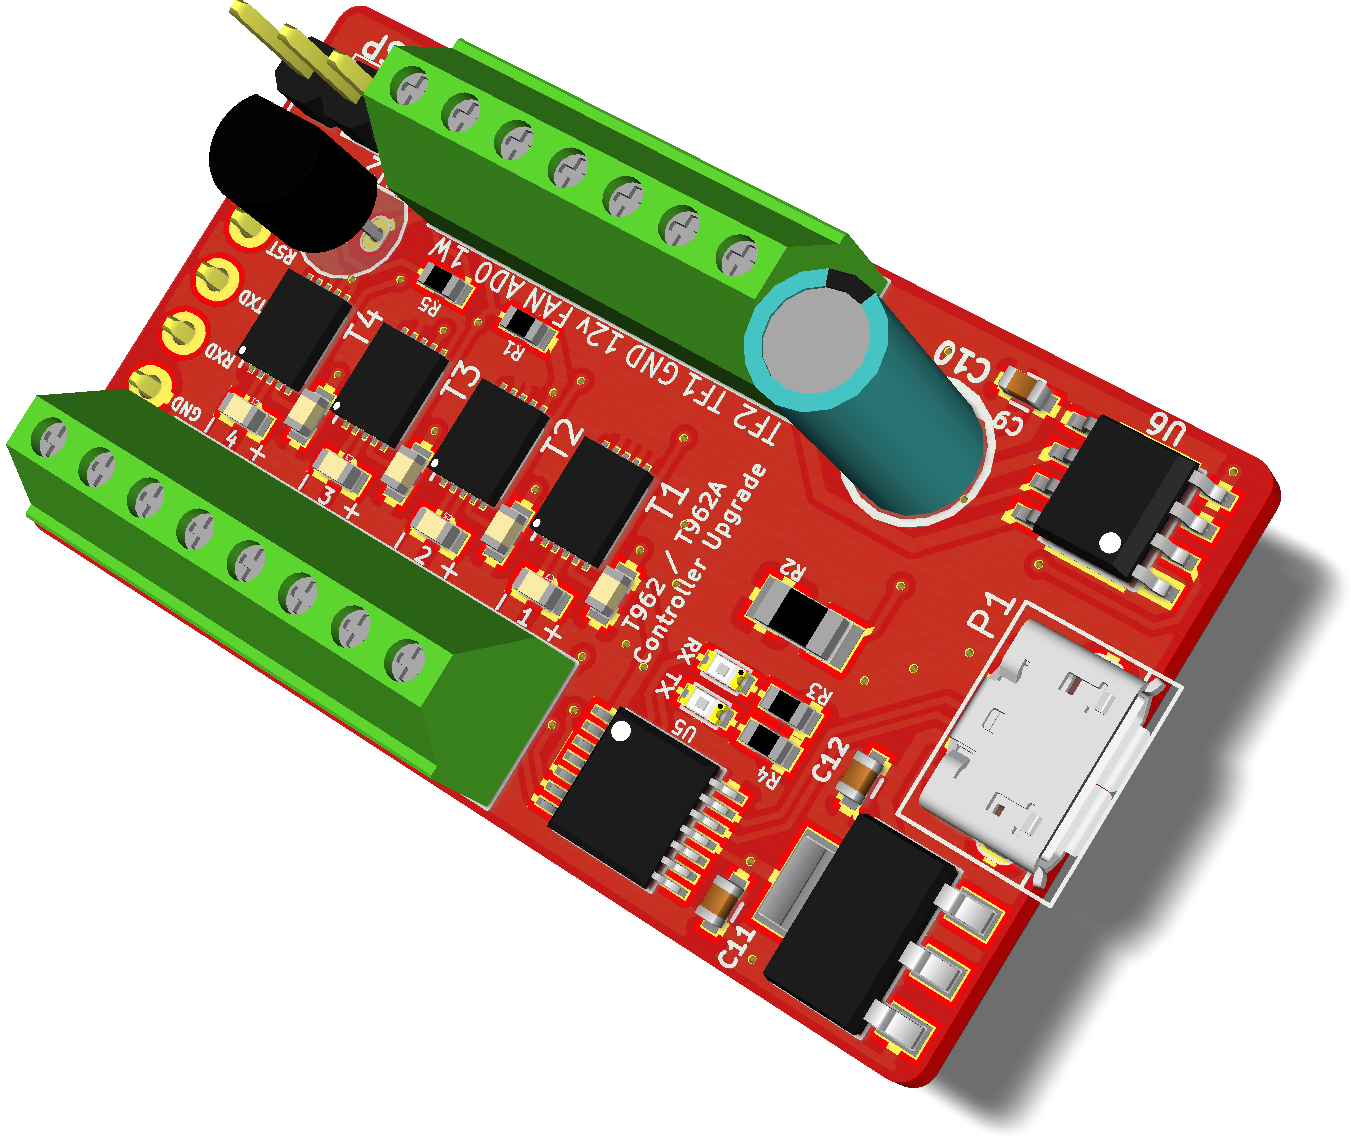 RST
TXD
RXD
GND
T4
T3
T2
T1
- 4 +
- 3 +
- 2 +
- 1 +
R5
R1
TF2 TF1 GND 12v FAN AD0 1W
T962 / T962A
Controller Upgrade
C10
C9
U6
R2
P1
RX
TX
R3
R4
U5
C12
C11